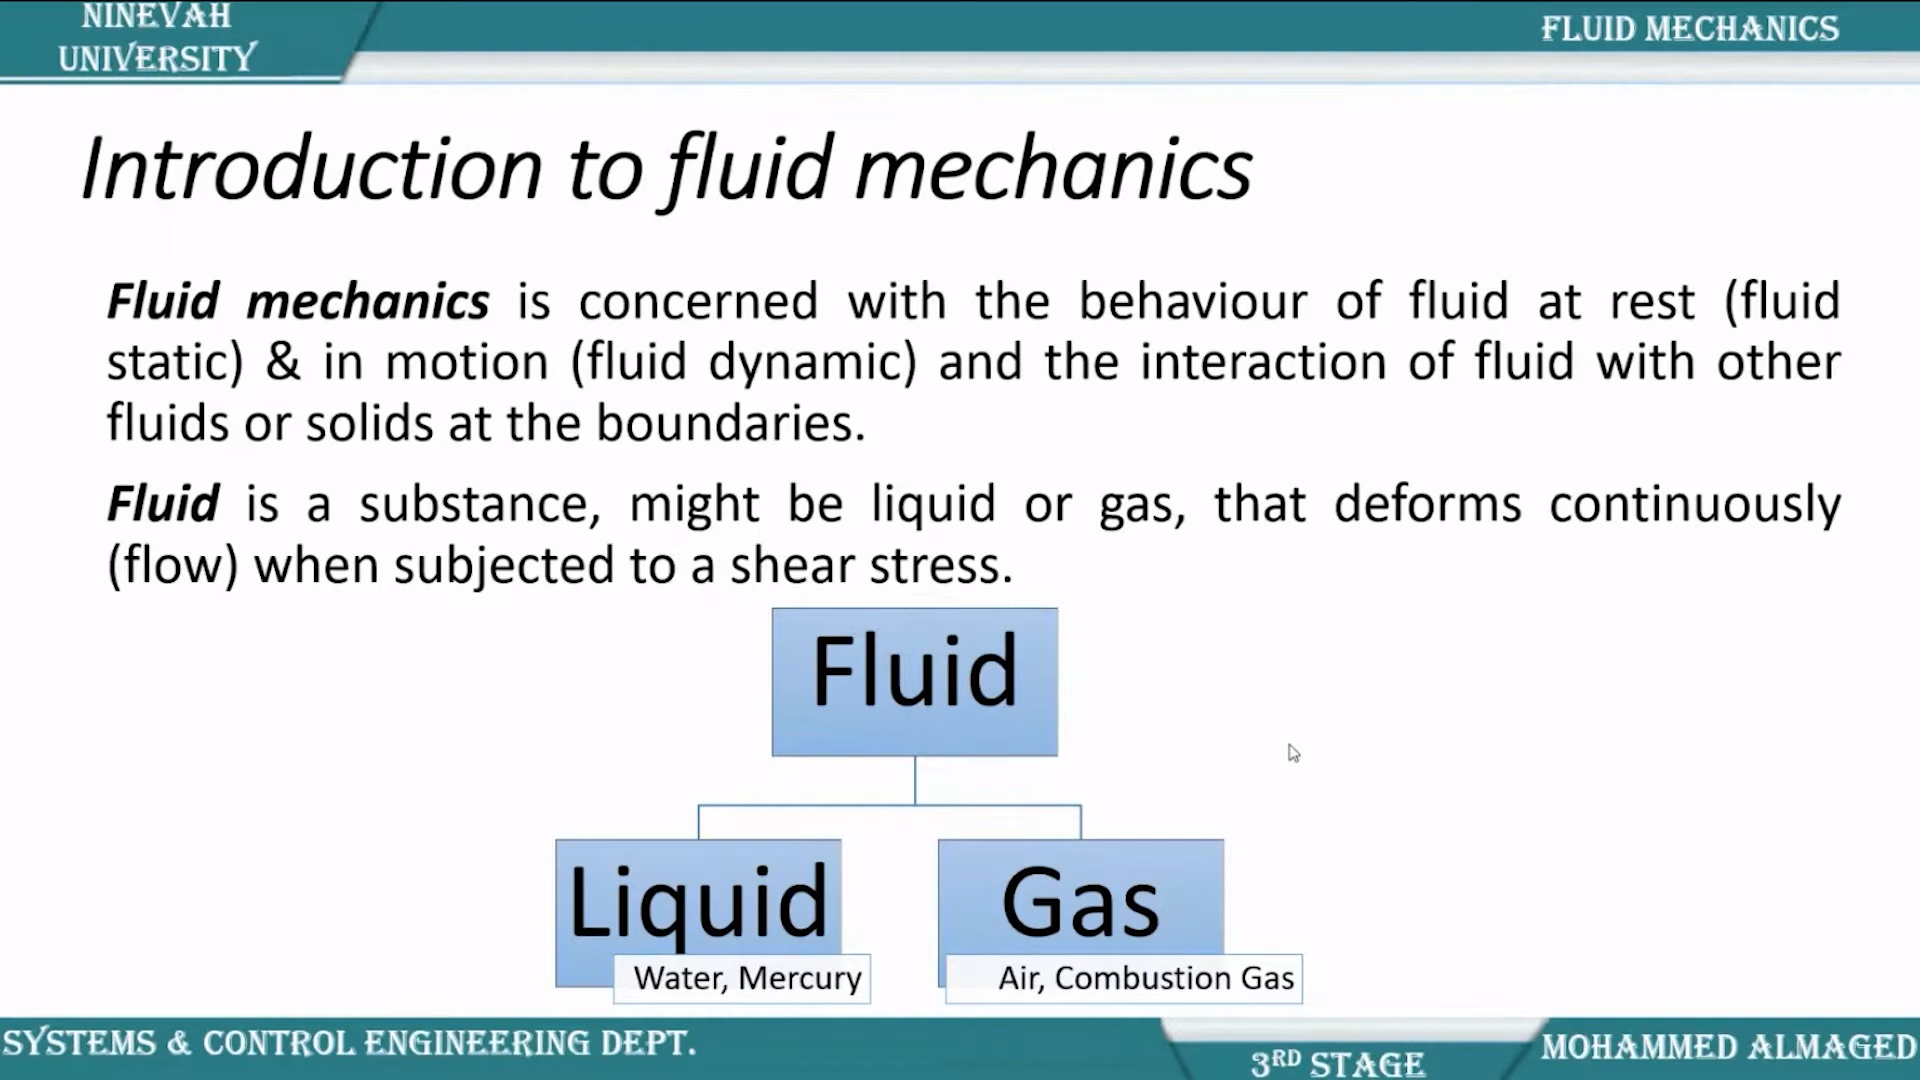 NINEVAH
UNIVERSITY
FLUID MECHANICS
Introduction to fluid mechanics
Fluid mechanics is concerned with the behaviour of fluid at rest (fluid
static) & in motion (fluid dynamic) and the interaction of fluid with other
fluids or solids at the boundaries.
Fluid is a substance, might be liquid or gas, that deforms continuously
(flow) when subjected to a shear stress.
Fluid
Liquid
Gas
Water, Mercury
Air, Combustion Gas
SYSTEMS & CONTROL ENGINEERING DEPT.
3RD STAGE
MOHAMMED ALMAGED